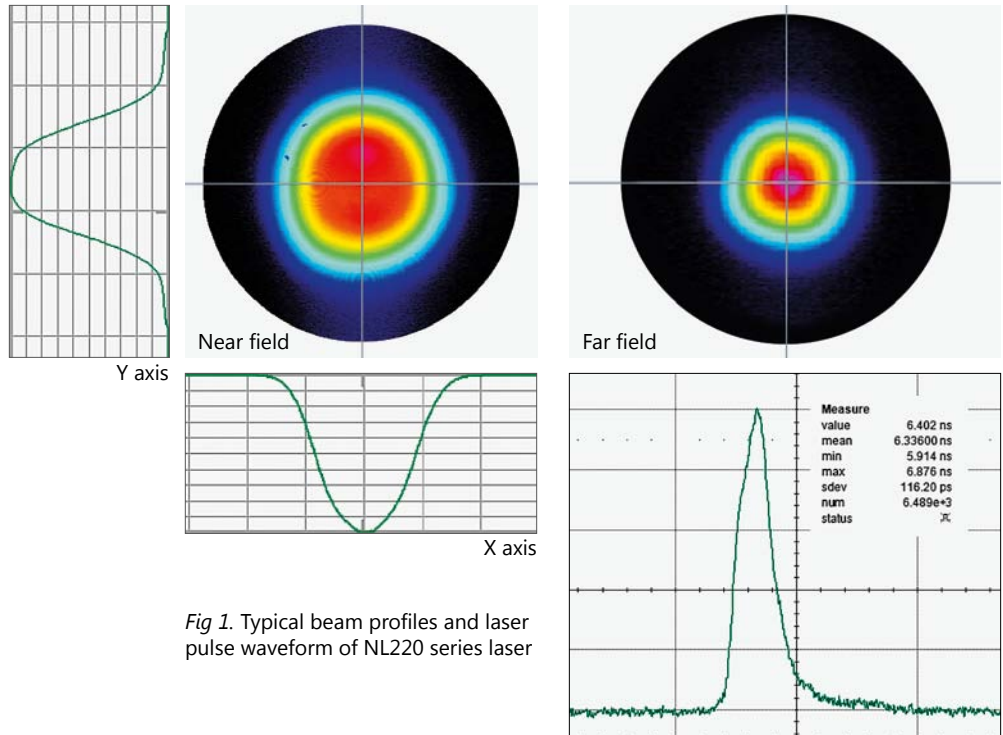 Near field
Far field
Y axis
X axis
Measure
value 6.402 ns
mean 6.33600 ns
min 5.914 ns
max 6.876 ns
sdev 116.20 ps
num 6.489e+3
status
Fig 1. Typical beam profiles and laser
pulse waveform of NL220 series laser